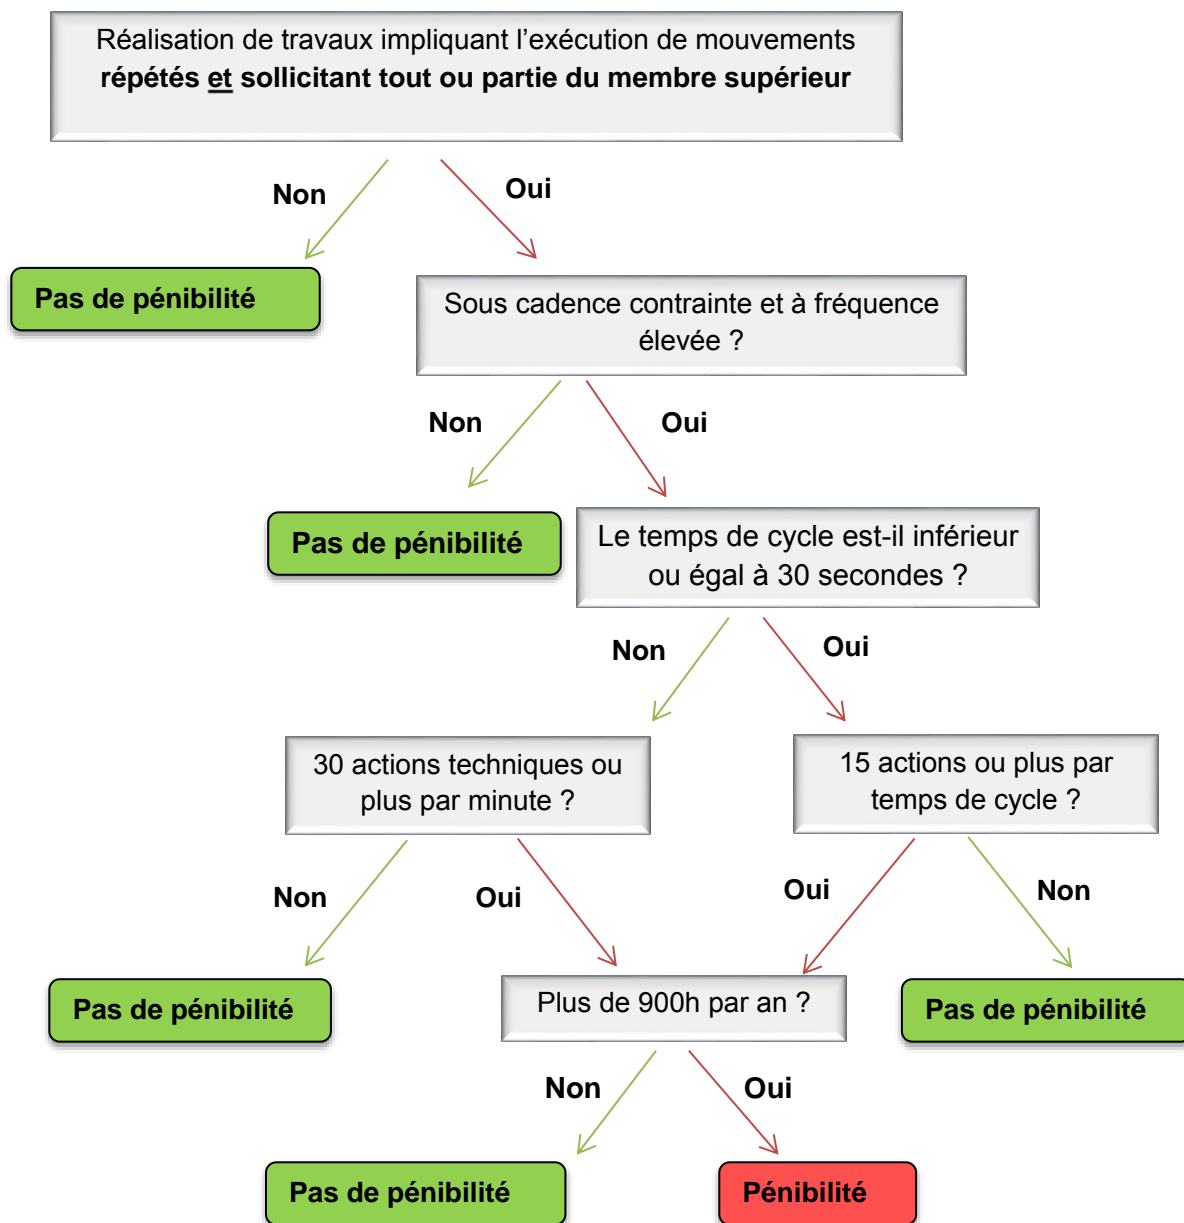 Réalisation de travaux impliquant l’exécution de mouvements
répétés et sollicitant tout ou partie du membre supérieur
Non
Oui
Pas de pénibilité
Sous cadence contrainte et à fréquence
élevée ?
Non
Oui
Pas de pénibilité
Le temps de cycle est-il inférieur
ou égal à 30 secondes ?
Non
Oui
30 actions techniques ou
plus par minute ?
15 actions ou plus par
temps de cycle ?
Non
Oui
Oui
Non
Pas de pénibilité
Plus de 900h par an ?
Pas de pénibilité
Non
Oui
Pas de pénibilité
Pénibilité